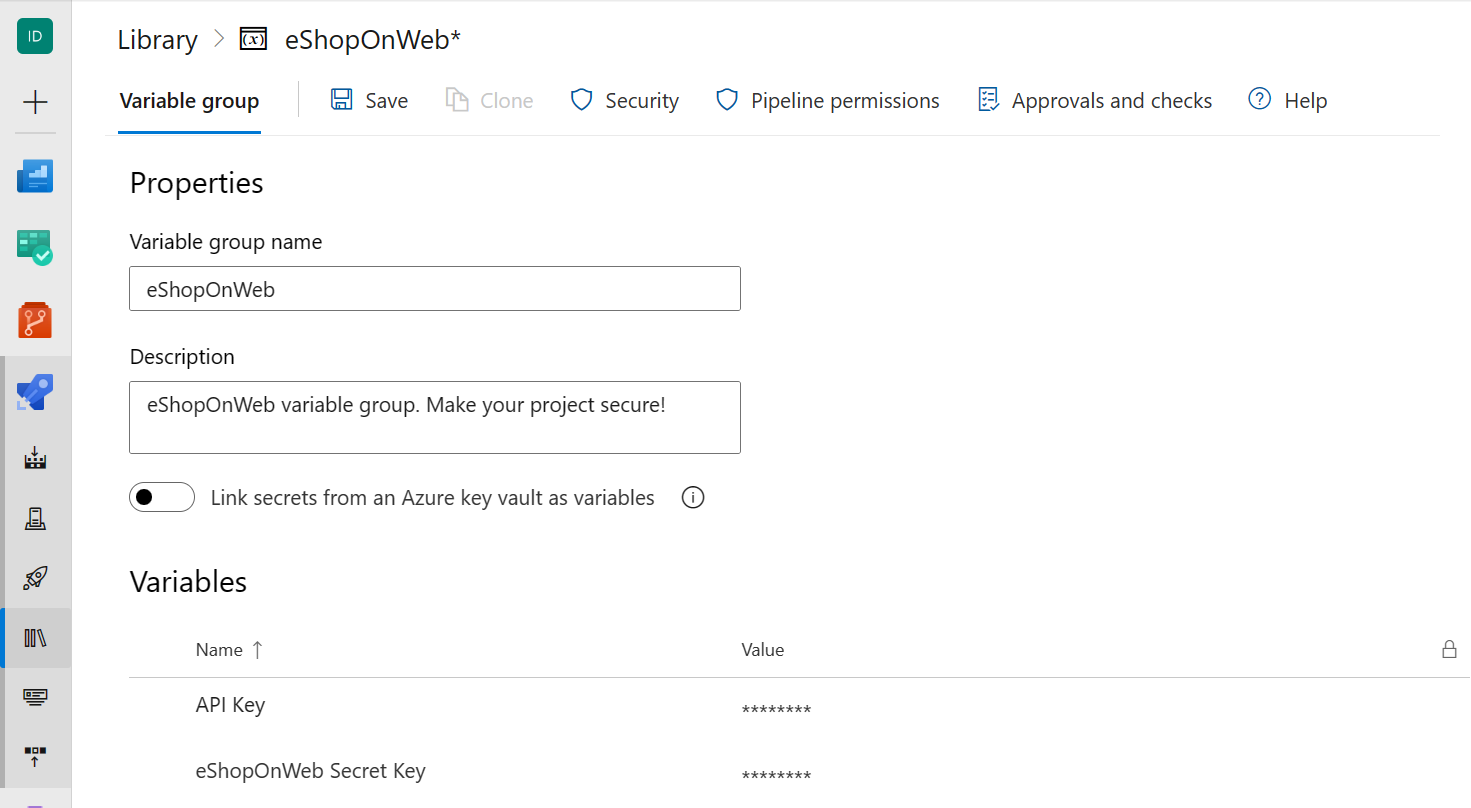 ID
Library > (x) eShopOnWeb*
Variable group Save Clone Security Pipeline permissions Approvals and checks ? Help
Properties
Variable group name
eShopOnWeb
Description
eShopOnWeb variable group. Make your project secure!
Link secrets from an Azure key vault as variables i
Variables
Name ↑ Value
API Key ********
eShopOnWeb Secret Key ********